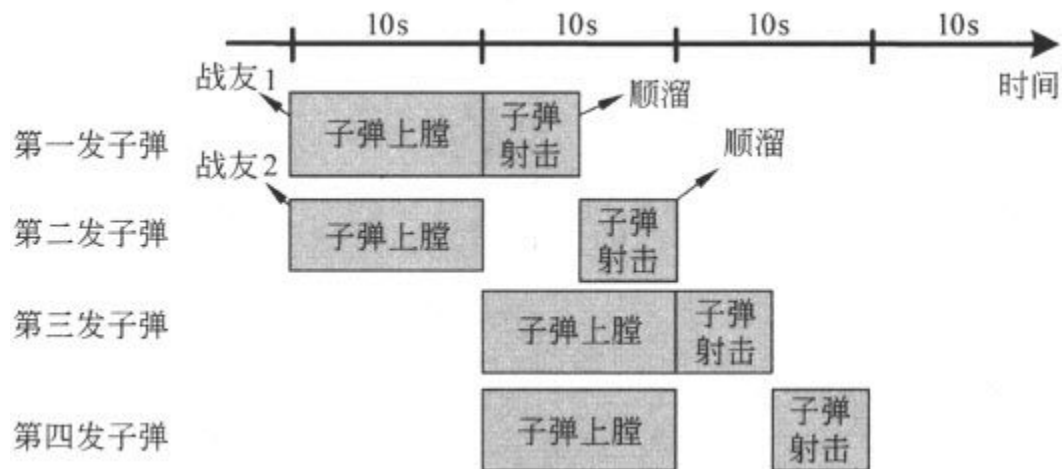 10s 10s 10s 10s
时间
战友1
顺溜
第一发子弹
子弹上膛
子弹
射击
战友2
顺溜
第二发子弹
子弹上膛
子弹
射击
第三发子弹
子弹上膛
子弹
射击
第四发子弹
子弹上膛
子弹
射击